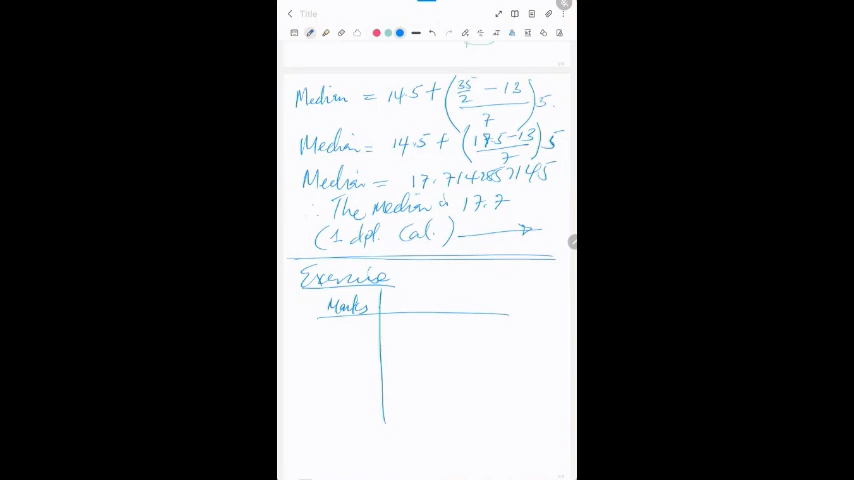 Title
Median = 14.5 + (35/2 - 13 / 7) 5.
Median = 14.5 + (17.5 - 13 / 7) 5
Median = 17.7142857145
∴ The Median is 17.7
(1 dpl. Cal.)
Exercise
Marks